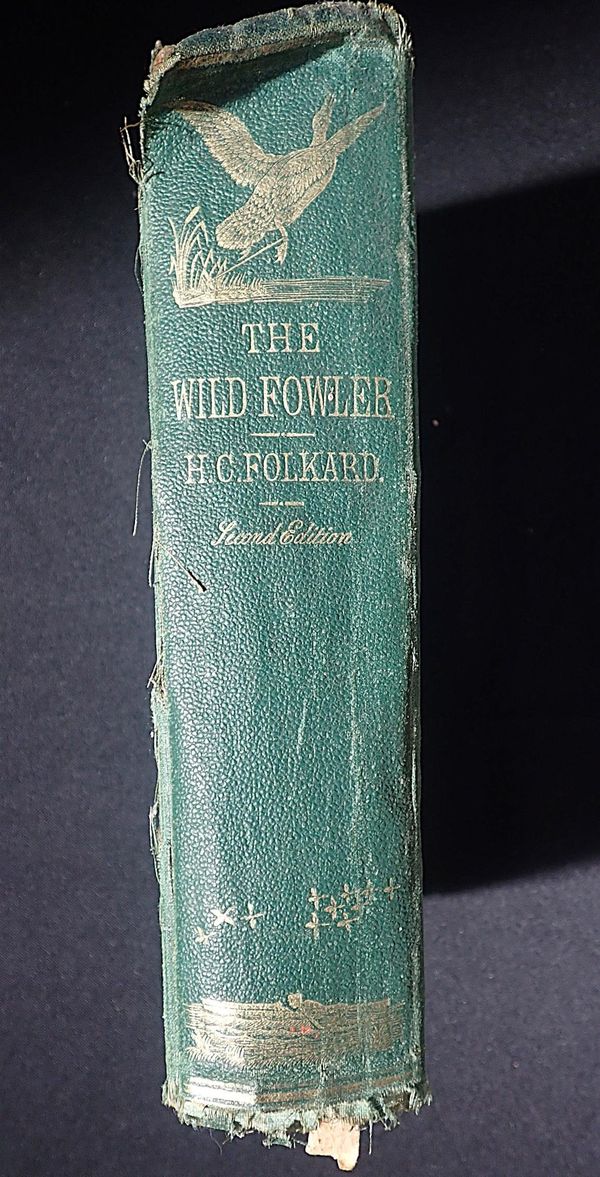 THE
WILD FOWLER
H.C.FOLKARD.
Second Edition